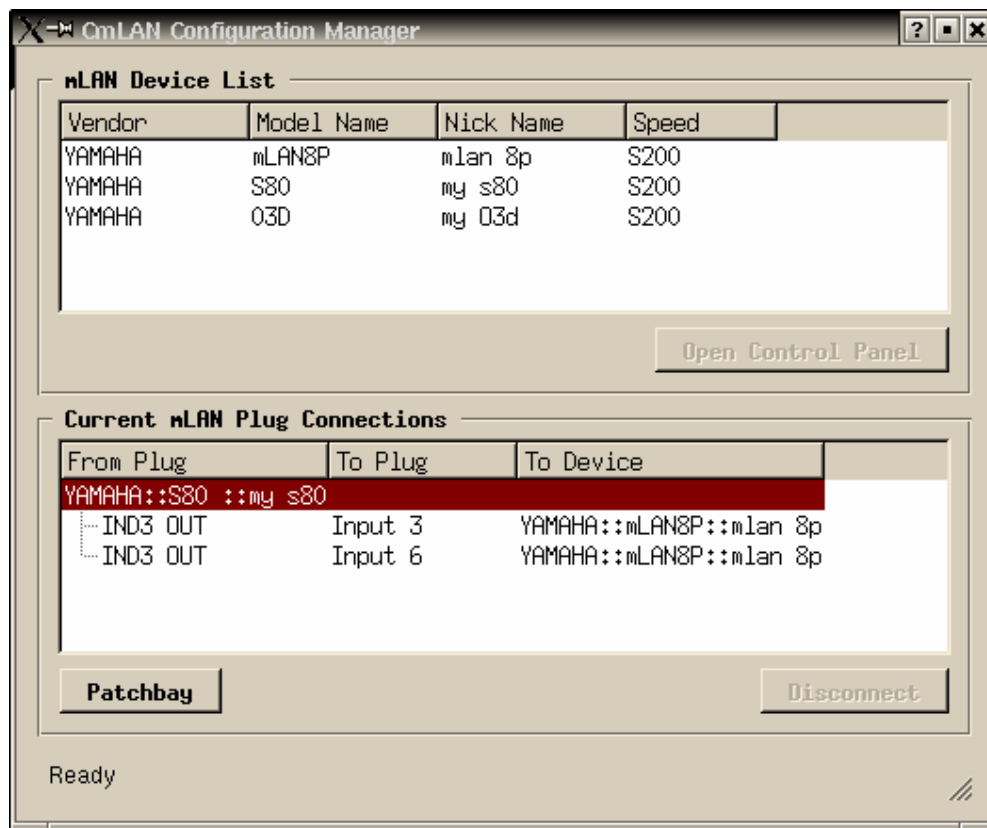 CmLAN Configuration Manager
mLAN Device List
Vendor Model Name Nick Name Speed
YAMAHA mLAN8P mlan 8p S200
YAMAHA S80 my s80 S200
YAMAHA 03D my 03d S200
Open Control Panel
Current mLAN Plug Connections
From Plug To Plug To Device
YAMAHA::S80 ::my s80
IND3 OUT Input 3 YAMAHA::mLAN8P::mlan 8p
IND3 OUT Input 6 YAMAHA::mLAN8P::mlan 8p
Patchbay Disconnect
Ready